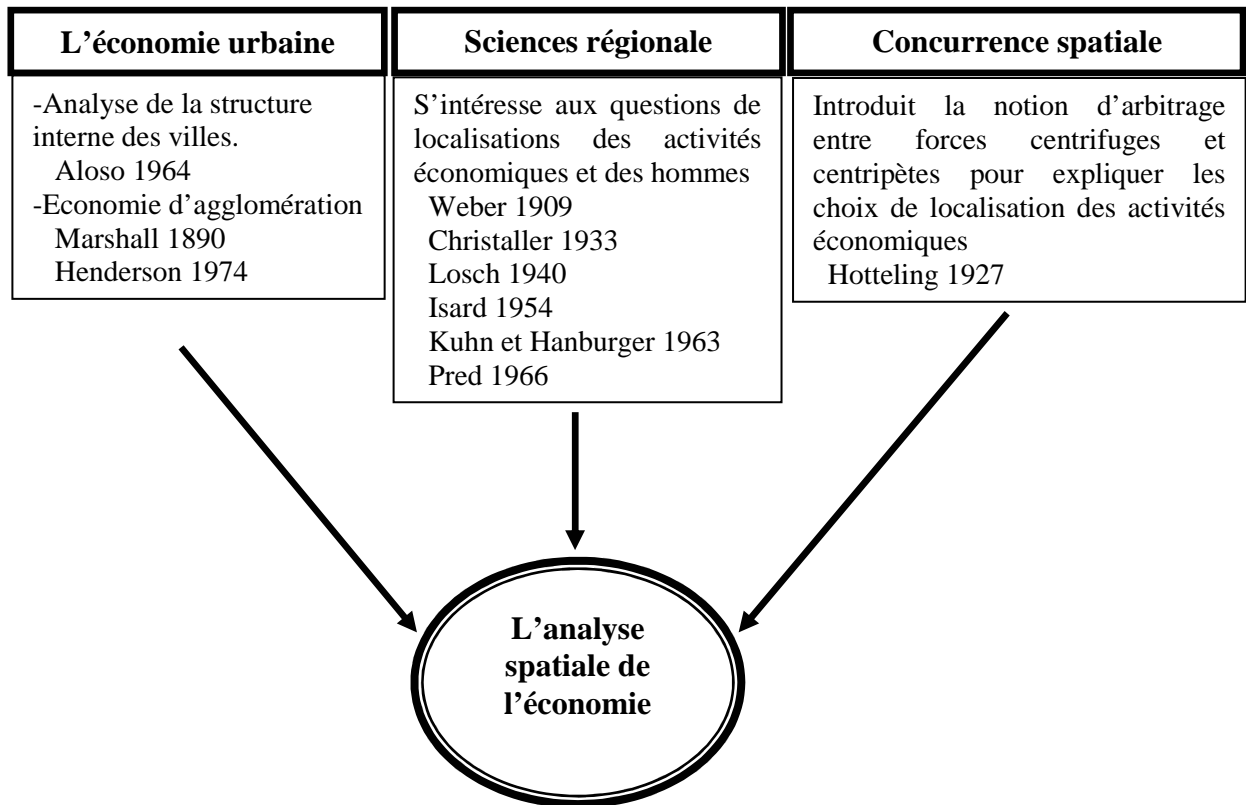 L’économie urbaine
-Analyse de la structure
interne des villes.
Aloso 1964
-Economie d’agglomération
Marshall 1890
Henderson 1974
Sciences régionale
S’intéresse aux questions de
localisations des activités
économiques et des hommes
Weber 1909
Christaller 1933
Losch 1940
Isard 1954
Kuhn et Hanburger 1963
Pred 1966
Concurrence spatiale
Introduit la notion d’arbitrage
entre forces centrifuges et
centripètes pour expliquer les
choix de localisation des activités
économiques
Hotteling 1927
L’analyse
spatiale de
l’économie